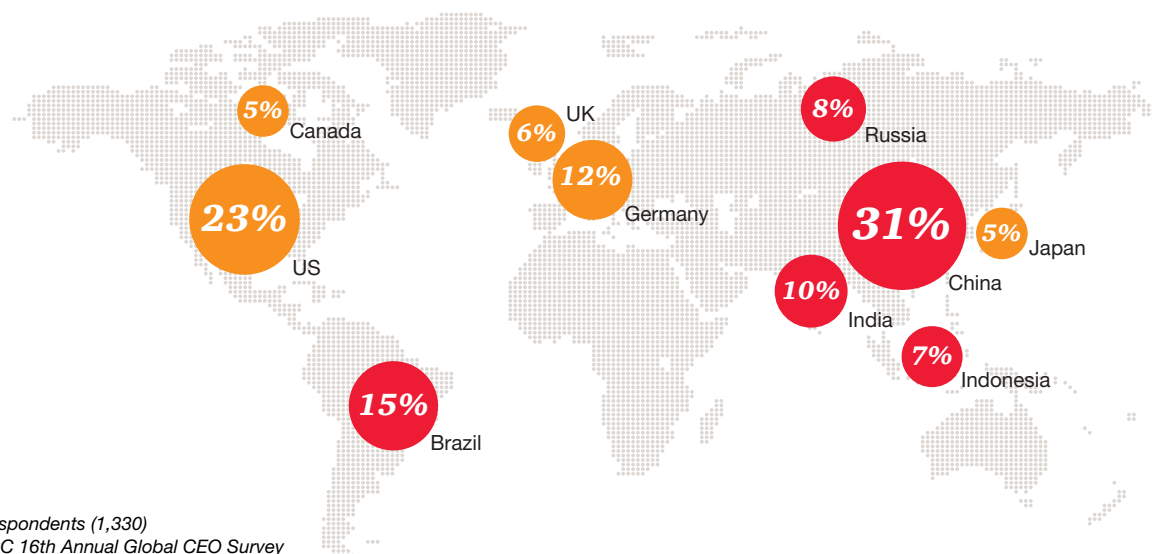 5%
Canada
23%
US
15%
Brazil
6%
UK
12%
Germany
8%
Russia
31%
China
5%
Japan
10%
India
7%
Indonesia
spondents (1,330)
C 16th Annual Global CEO Survey